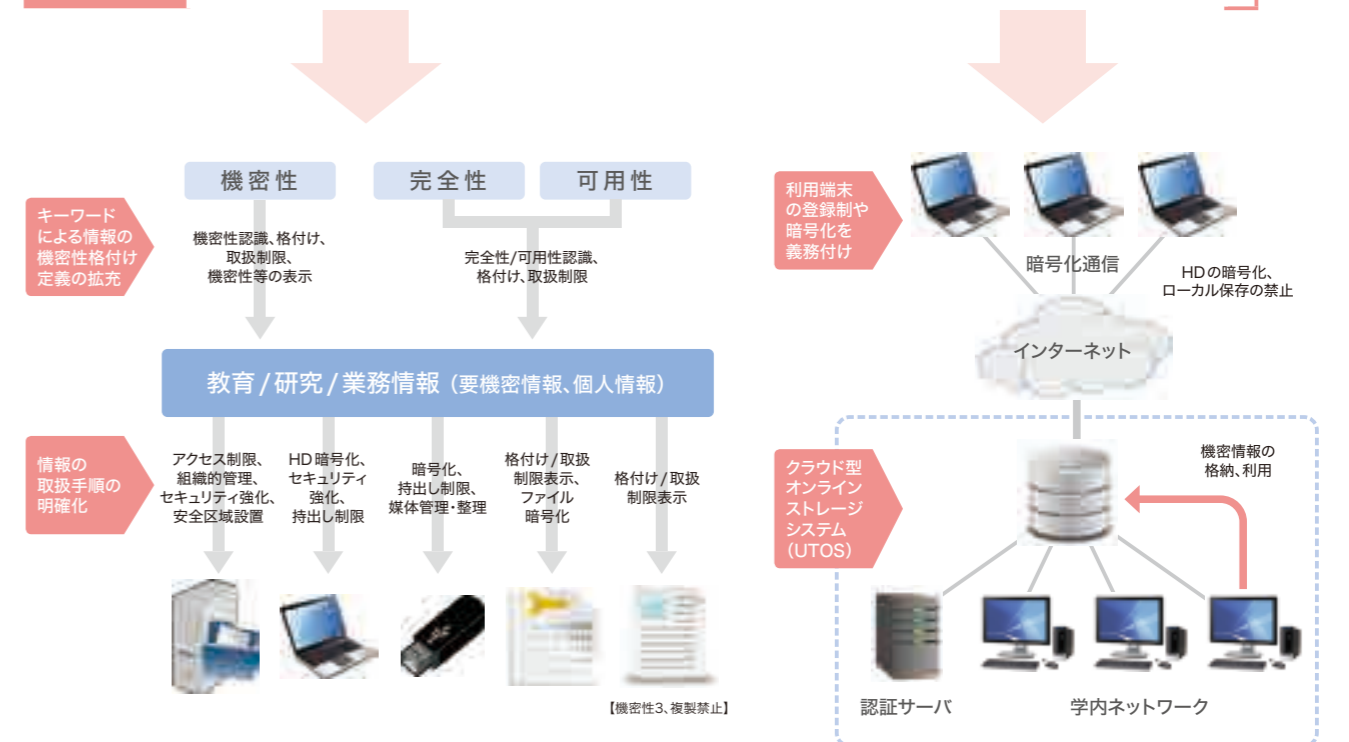 機密性
完全性
可用性
キーワード
による情報の
機密性格付け
定義の拡充
機密性認識、格付け、
取扱制限、
機密性等の表示
完全性/可用性認識、
格付け、取扱制限
教育/研究/業務情報(要機密情報、個人情報)
情報の
取扱手順の
明確化
アクセス制限、
組織的管理、
セキュリティ強化、
安全区域設置
HD暗号化、
セキュリティ
強化、
持出し制限
暗号化、
持出し制限、
媒体管理・整理
格付け/取扱
制限表示、
ファイル
暗号化
格付け/取扱
制限表示
【機密性3、複製禁止】
利用端末
の登録制や
暗号化を
義務付け
暗号化通信
HDの暗号化、
ローカル保存の禁止
インターネット
クラウド型
オンライン
ストレージ
システム
(UTOS)
機密情報の
格納、利用
認証サーバ
学内ネットワーク